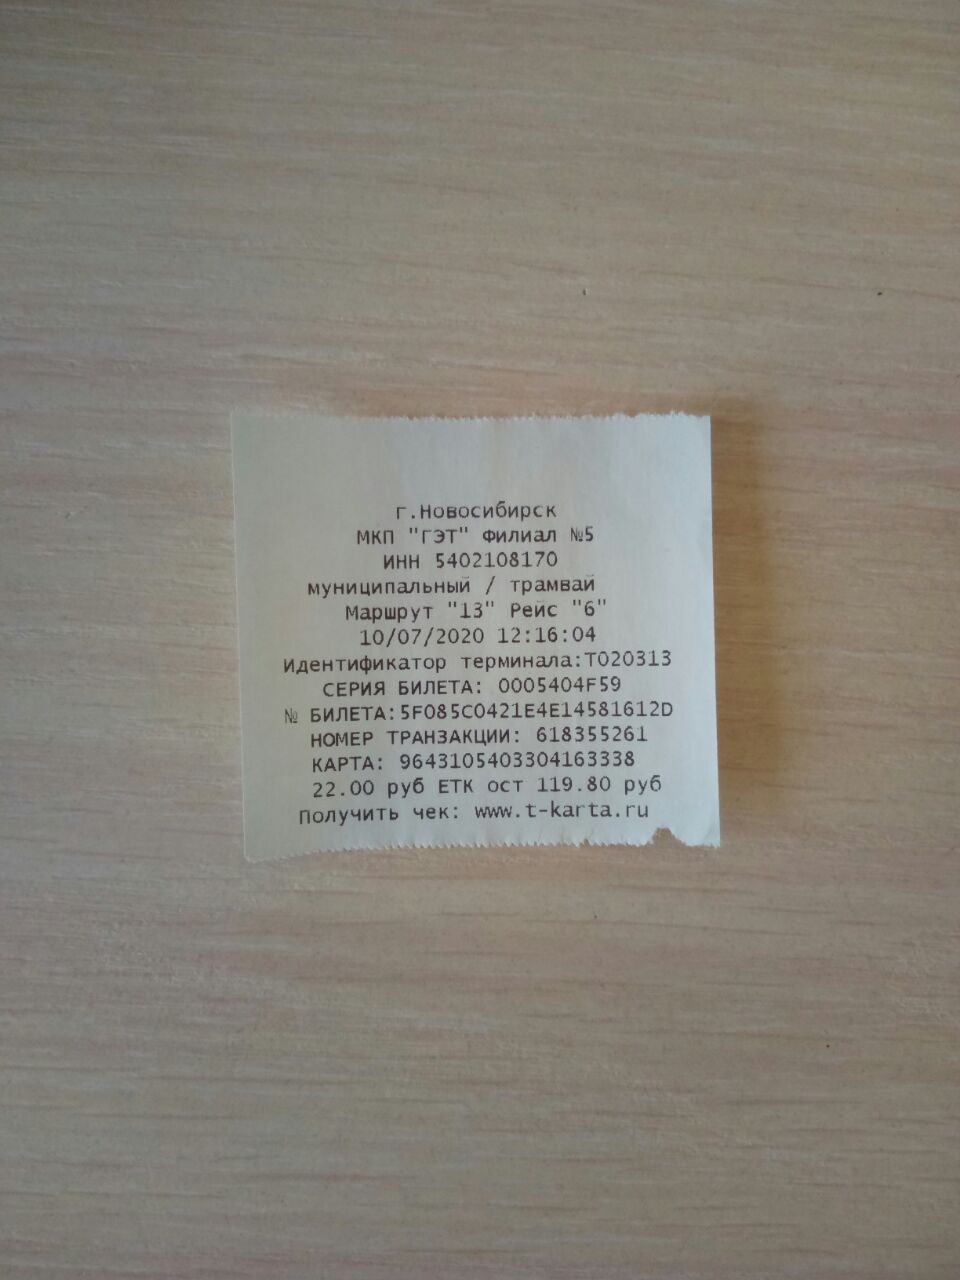 г.Новосибирск
МКП "ГЭТ" Филиал №5
ИНН 5402108170
муниципальный / трамвай
Маршрут "13" Рейс "6"
10/07/2020 12:16:04
Идентификатор терминала:T020313
СЕРИЯ БИЛЕТА: 0005404F59
№ БИЛЕТА:5F085C0421E4E14581612D
НОМЕР ТРАНЗАКЦИИ: 618355261
КАРТА: 9643105403304163338
22.00 руб ЕТК ост 119.80 руб
Получить чек: www.t-karta.ru